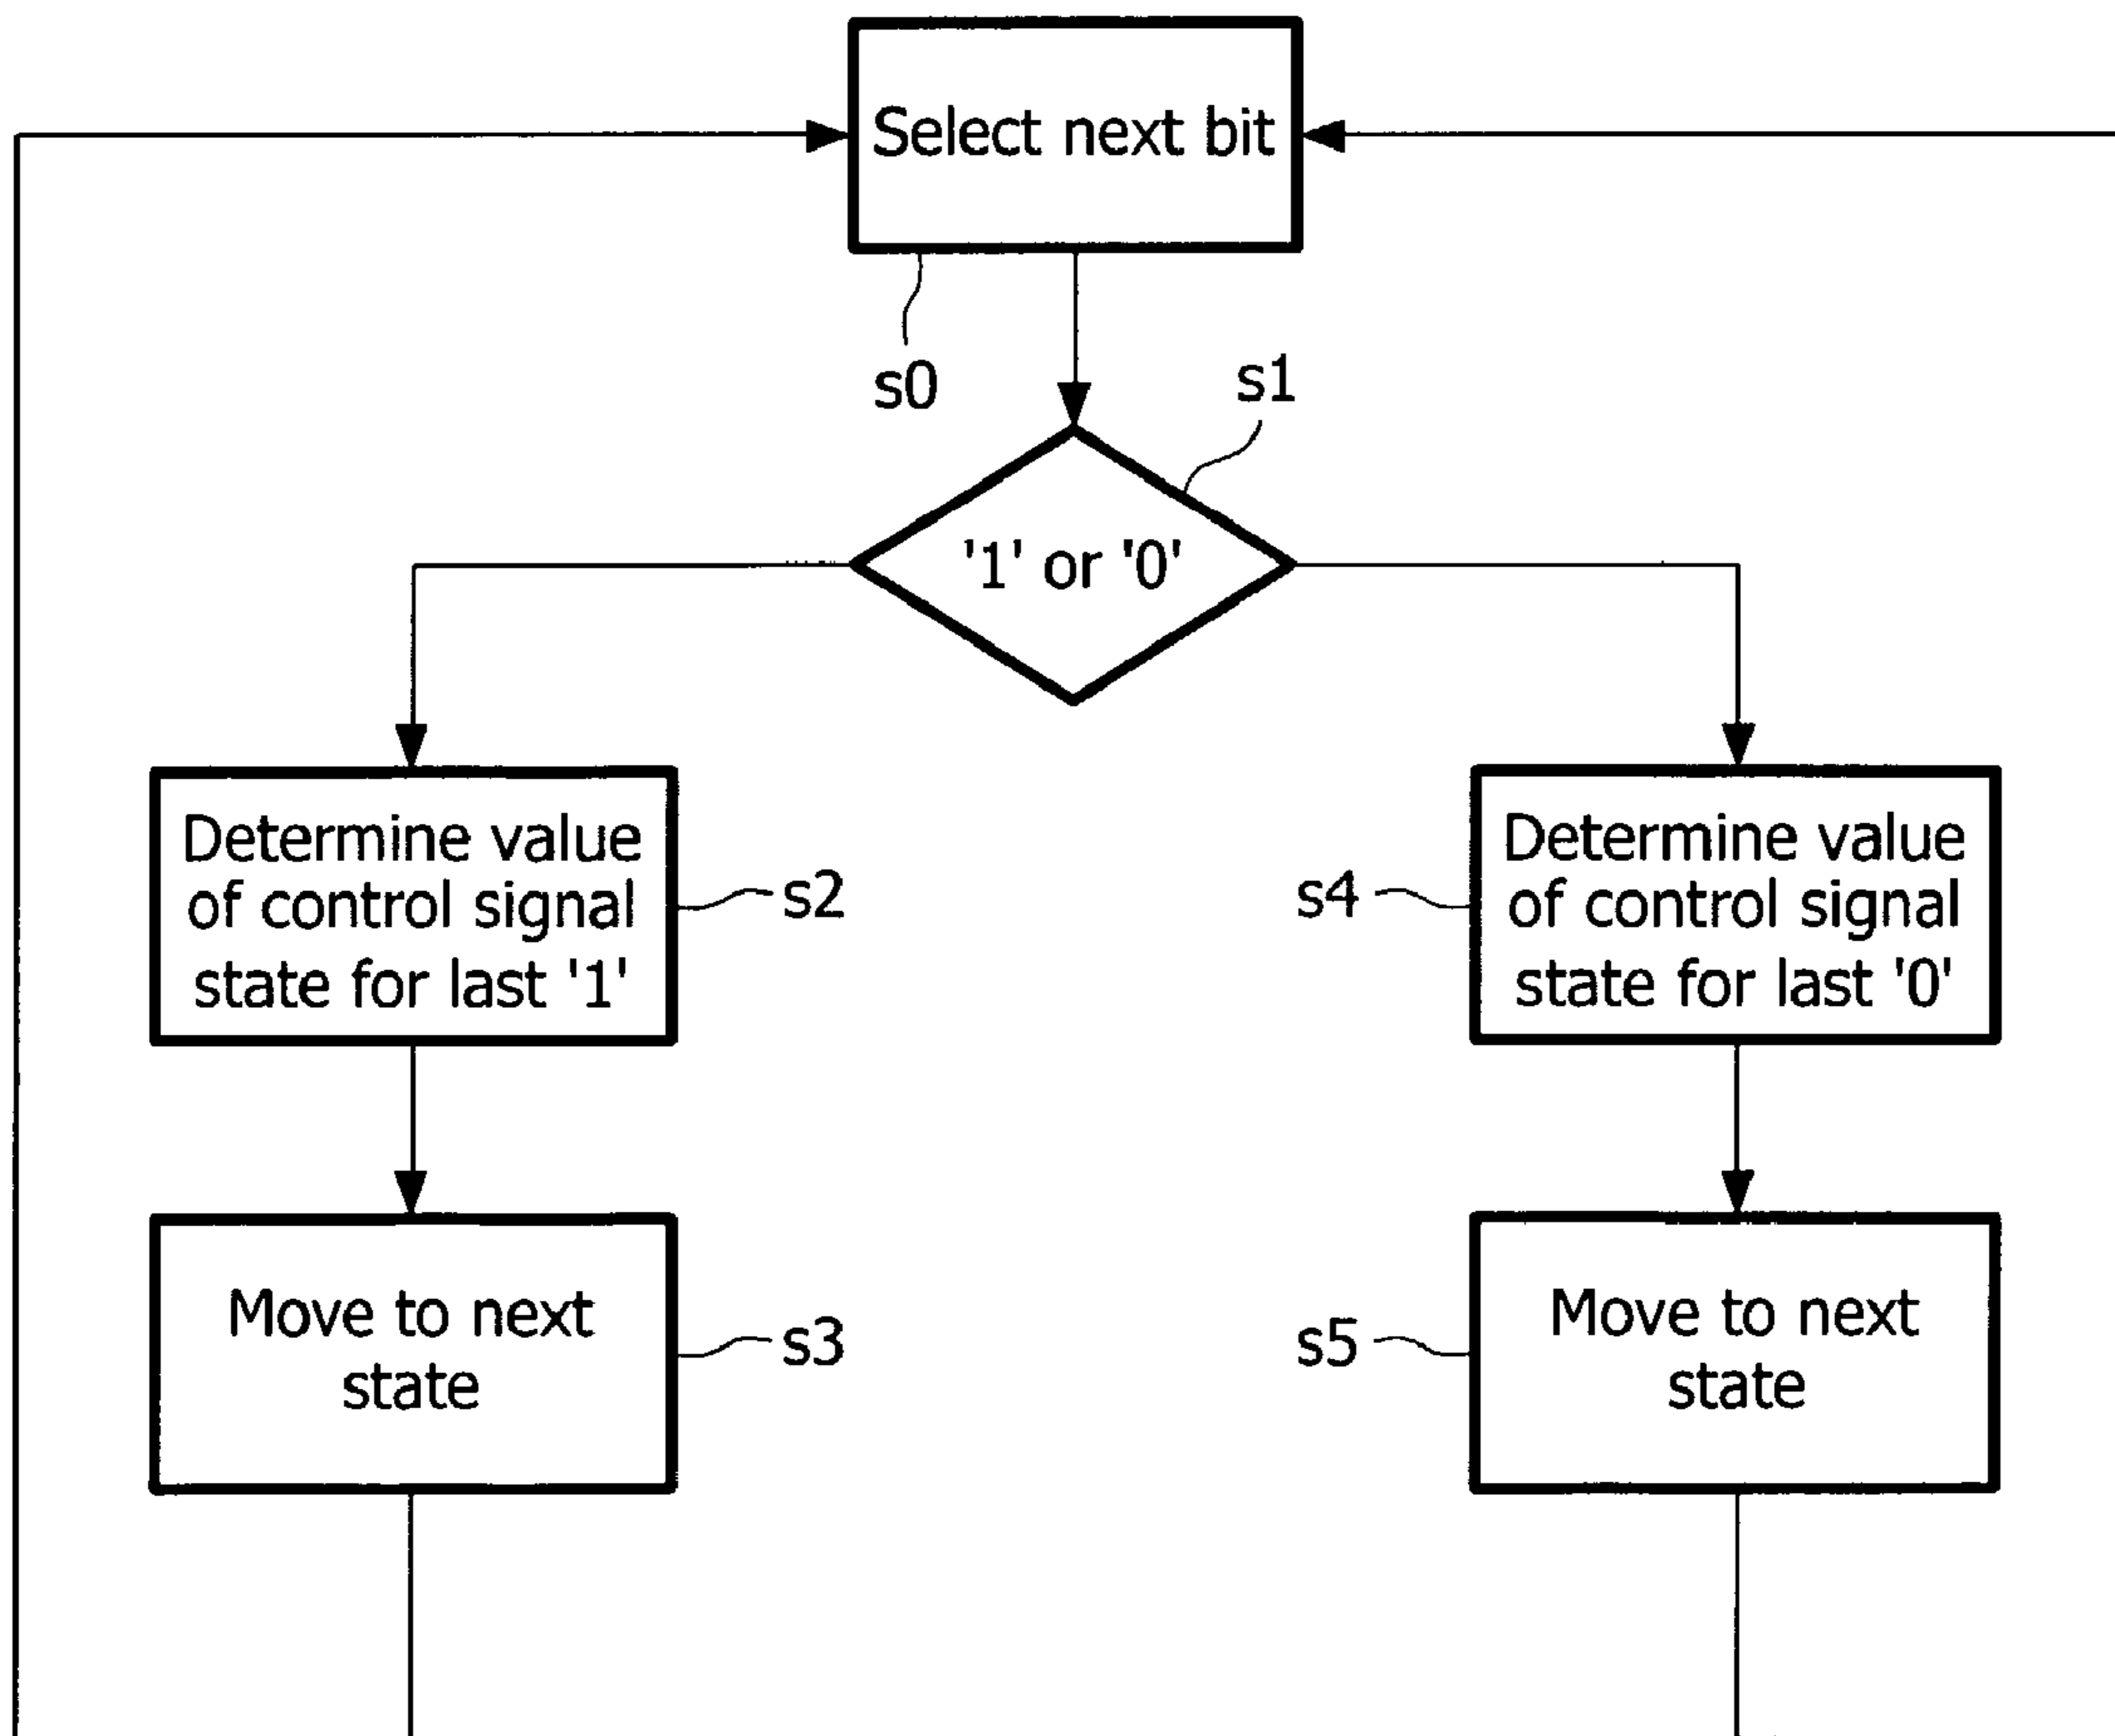 Select next bit
s0
s1
'1' or '0'
Determine value
of control signal
state for last '1'
s2
s4
Determine value
of control signal
state for last '0'
Move to next
state
s3
s5
Move to next
state